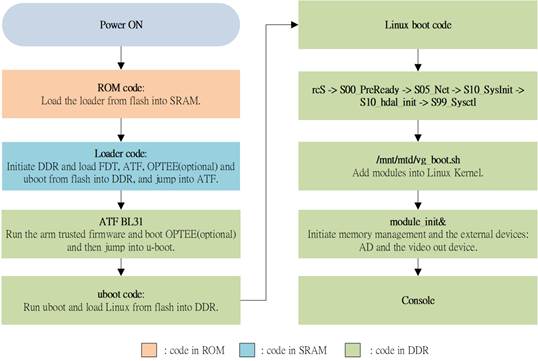 Power ON
ROM code:
Load the loader from flash into SRAM.
Loader code:
Initiate DDR and load FDT, ATF, OPTEE(optional) and
uboot from flash into DDR, and jump into ATF.
ATF BL31
Run the arm trusted firmware and boot OPTEE(optional)
and then jump into u-boot.
uboot code:
Run uboot and load Linux from flash into DDR.
Linux boot code
rcS -> S00_PreReady -> S05_Net -> S10_SysInit ->
S10_hdal_init -> S99_Sysctl
/mnt/mtd/vg_boot.sh
Add modules into Linux Kernel.
module_init&
Initiate memory management and the external devices:
AD and the video out device.
Console
: code in ROM
: code in SRAM
: code in DDR